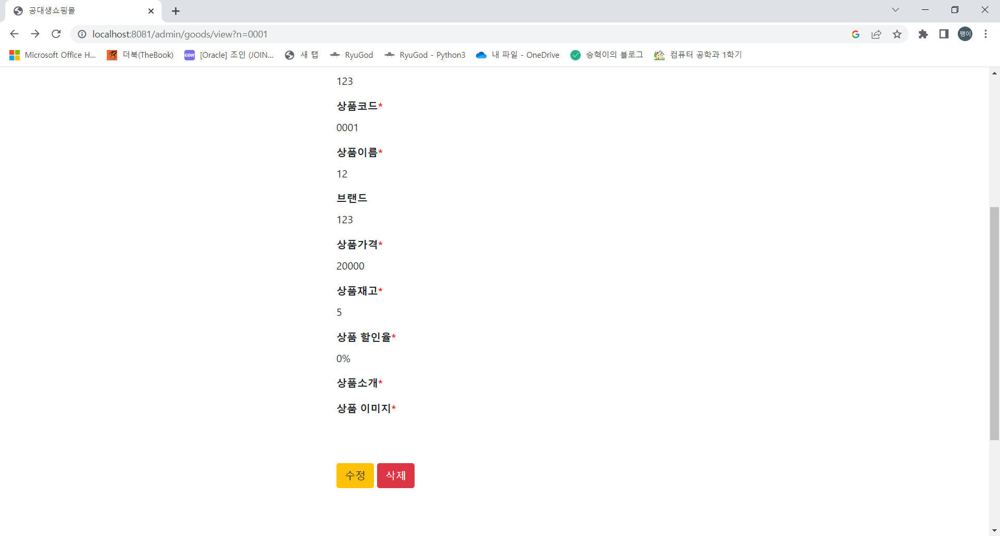 공대생쇼핑몰
localhost:8081/admin/goods/view?n=0001
팽이
Microsoft Office H... 더북(TheBook) GDH [Oracle] 조인 (JOIN... 새 탭 RyuGod RyuGod - Python3 내 파일 - OneDrive 승혁이의 블로그 컴퓨터 공학과 1학기
123
상품코드*
0001
상품이름*
12
브랜드
123
상품가격*
20000
상품재고*
5
상품 할인율*
0%
상품소개*
상품 이미지*
수정 삭제